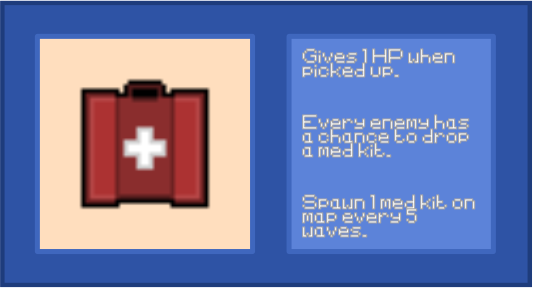 Gives 1 HP when
picked up.
Every enemy has
a chance to drop
a med kit.
Spawn 1 med kit on
map every 5
waves.